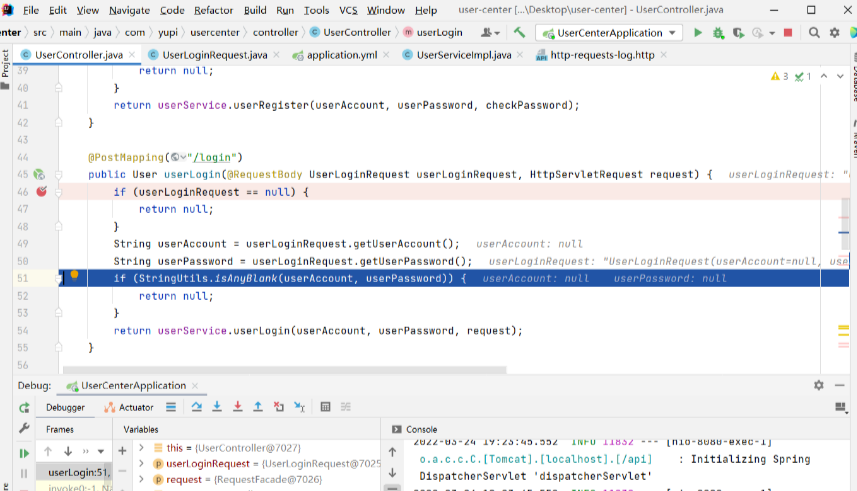 File Edit View Navigate Code Refactor Build Run Tools VCS Window Help user-center [...\Desktop\user-center] - UserController.java
enter src main java com yupi usercenter controller UserController userLogin UserCenterApplication
UserController.java UserLoginRequest.java application.yml UserServiceImpl.java http-requests-log.http
Project
Database
39 return null;
3 1
40 }
41 return userService.userRegister(userAccount, userPassword, checkPassword);
42 }
43
44 @PostMapping("/login")
45 public User userLogin(@RequestBody UserLoginRequest userLoginRequest, HttpServletRequest request) { userLoginRequest: "
46 if (userLoginRequest == null) {
47 return null;
48 }
49 String userAccount = userLoginRequest.getUserAccount(); userAccount: null
50 String userPassword = userLoginRequest.getUserPassword(); userLoginRequest: "UserLoginRequest(userAccount=null, use
51 if (StringUtils.isAnyBlank(userAccount, userPassword)) { userAccount: null userPassword: null
52 return null;
53 }
54 return userService.userLogin(userAccount, userPassword, request);
55 }
56
Debug: UserCenterApplication
Debugger Actuator
Frames Variables Console
this = {UserController@7027}
userLoginRequest = {UserLoginRequest@7025
request = {RequestFacade@7026}
userLogin:51,
invoke0:-1, N
2022-03-24 19:23:45.552 INFO 11832 --- [nio-8080-exec-1]
o.a.c.c.C.[Tomcat].[localhost].[/api] : Initializing Spring
DispatcherServlet 'dispatcherServlet'